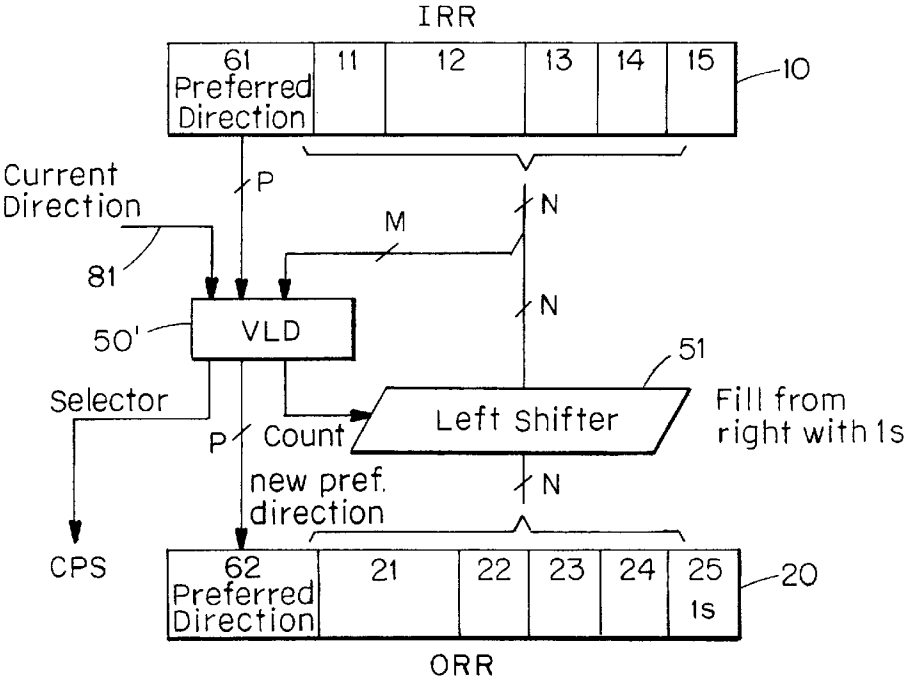 IRR
61 11 12 13 14 15
Preferred
Direction
10
Current
Direction
P
N
M
81
N
50'
VLD
51
Selector
Left Shifter
Fill from
right with 1s
P
Count
N
new pref.
direction
CPS
62 21 22 23 24 25
Preferred
Direction
1s
20
ORR